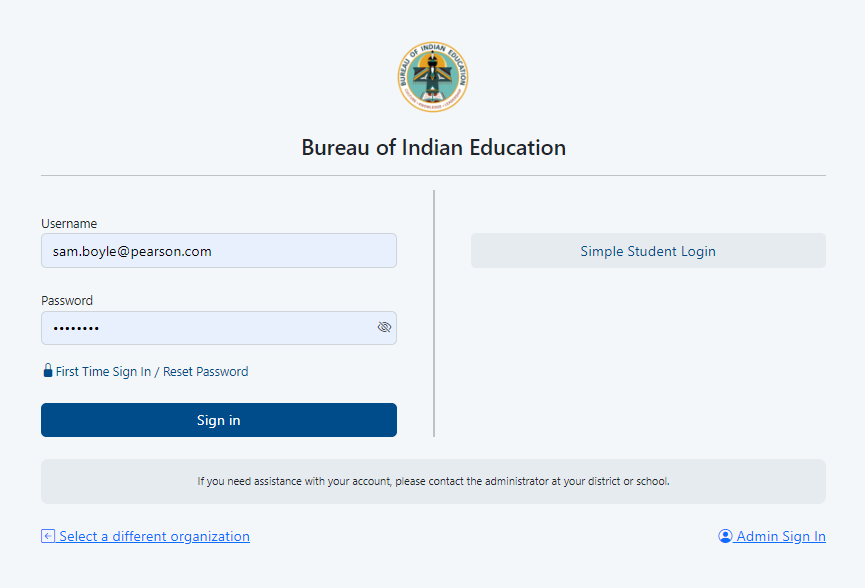 BUREAU OF INDIAN EDUCATION
Bureau of Indian Education
Username
sam.boyle@pearson.com
Simple Student Login
Password
••••••••
First Time Sign In / Reset Password
Sign in
If you need assistance with your account, please contact the administrator at your district or school.
Select a different organization
Admin Sign In